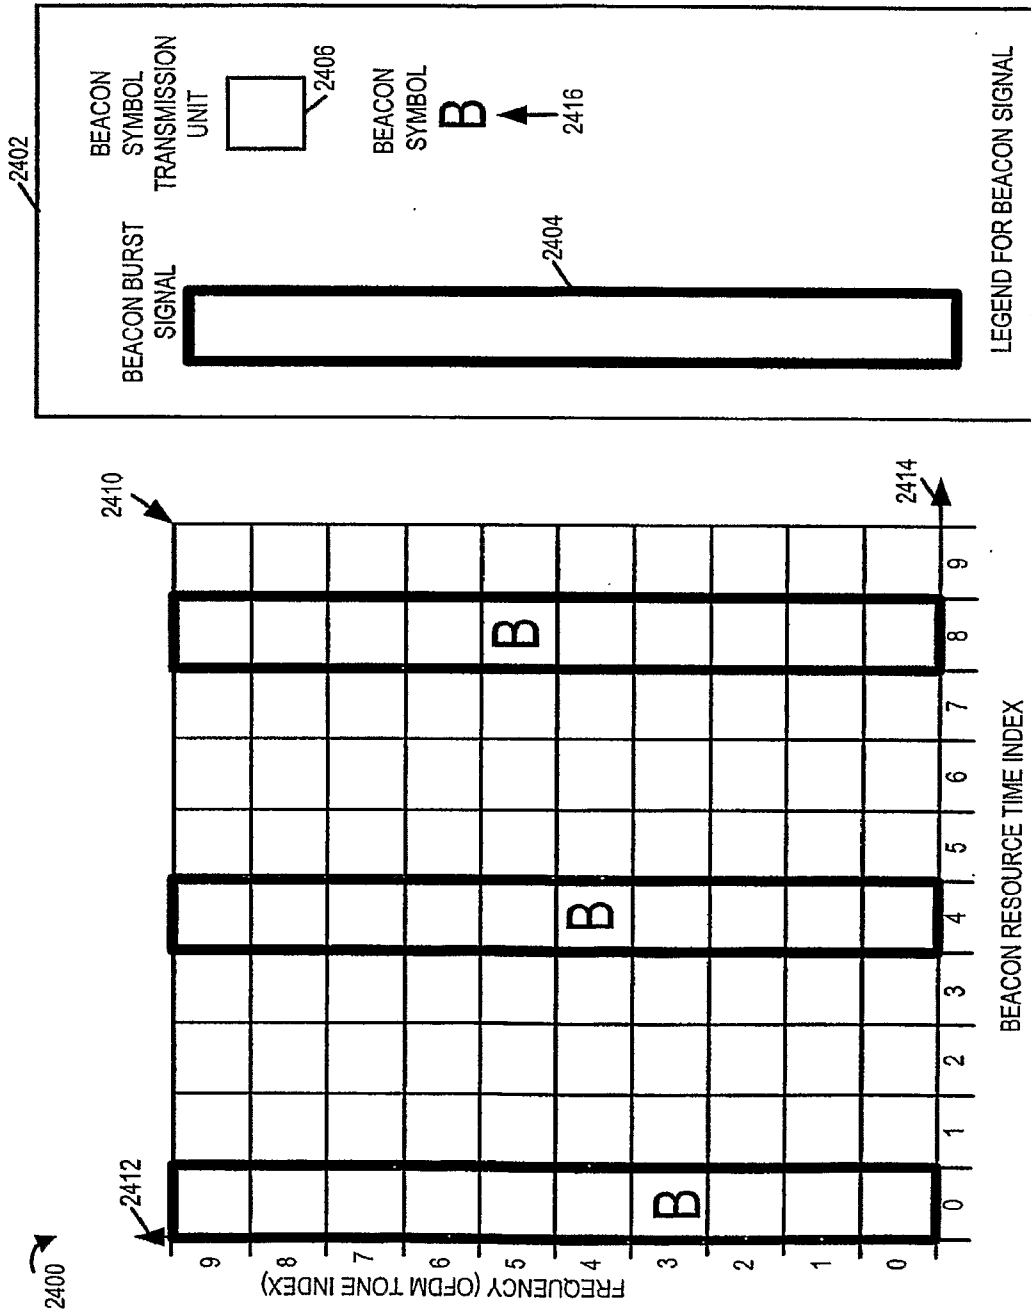 2400
2412
2410
FREQUENCY (OFDM TONE INDEX)
9
8
7
6
5
4
3
2
1
0
B
B
B
0 1 2 3 4 5 6 7 8 9
2414
BEACON RESOURCE TIME INDEX
2402
BEACON BURST
SIGNAL
2404
BEACON
SYMBOL
TRANSMISSION
UNIT
2406
BEACON
SYMBOL
B
2416
LEGEND FOR BEACON SIGNAL